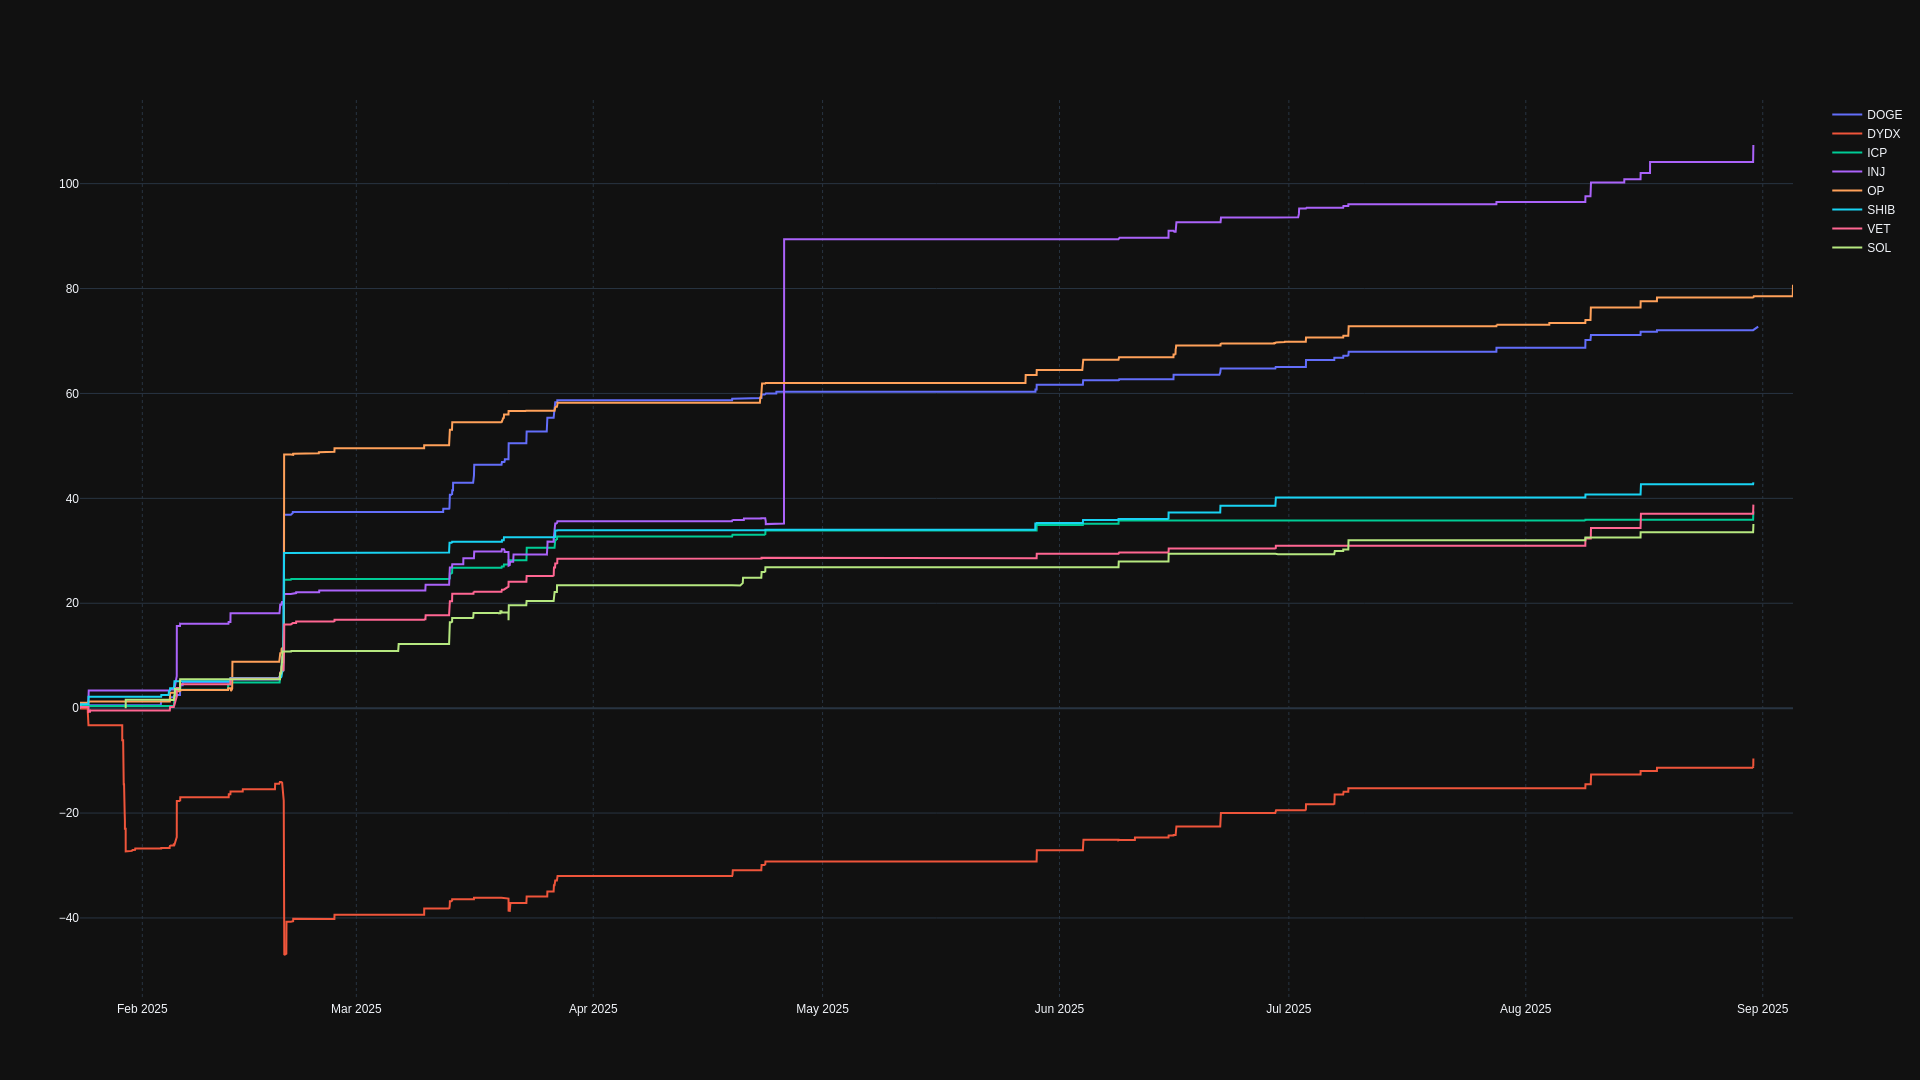 DOGE
DYDX
ICP
INJ
OP
SHIB
VET
SOL
100
80
60
40
20
0
−20
−40
Feb 2025
Mar 2025
Apr 2025
May 2025
Jun 2025
Jul 2025
Aug 2025
Sep 2025